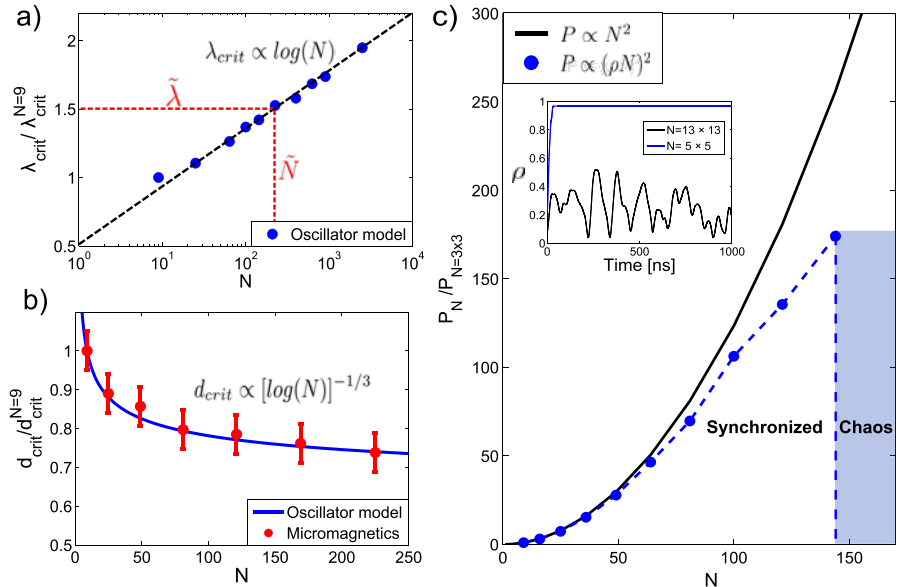 a)
λcrit/ λcrit^N=9
2
1.5
1
0.5
λcrit ∝ log(N)
λ̃
Ñ
Oscillator model
10^0
10^1
10^2
10^3
10^4
N
b)
dcrit/dcrit^N=9
1
0.9
0.8
0.7
0.6
0.5
dcrit ∝ [log(N)]^−1/3
Oscillator model
Micromagnetics
0
50
100
150
200
250
N
c)
PN/PN=3x3
300
250
200
150
100
50
0
P ∝ N^2
P ∝ (ρN)^2
ρ
1
0.8
0.6
0.4
0.2
0
N=13 × 13
N= 5 × 5
0
500
1000
Time [ns]
Synchronized
Chaos
0
50
100
150
N